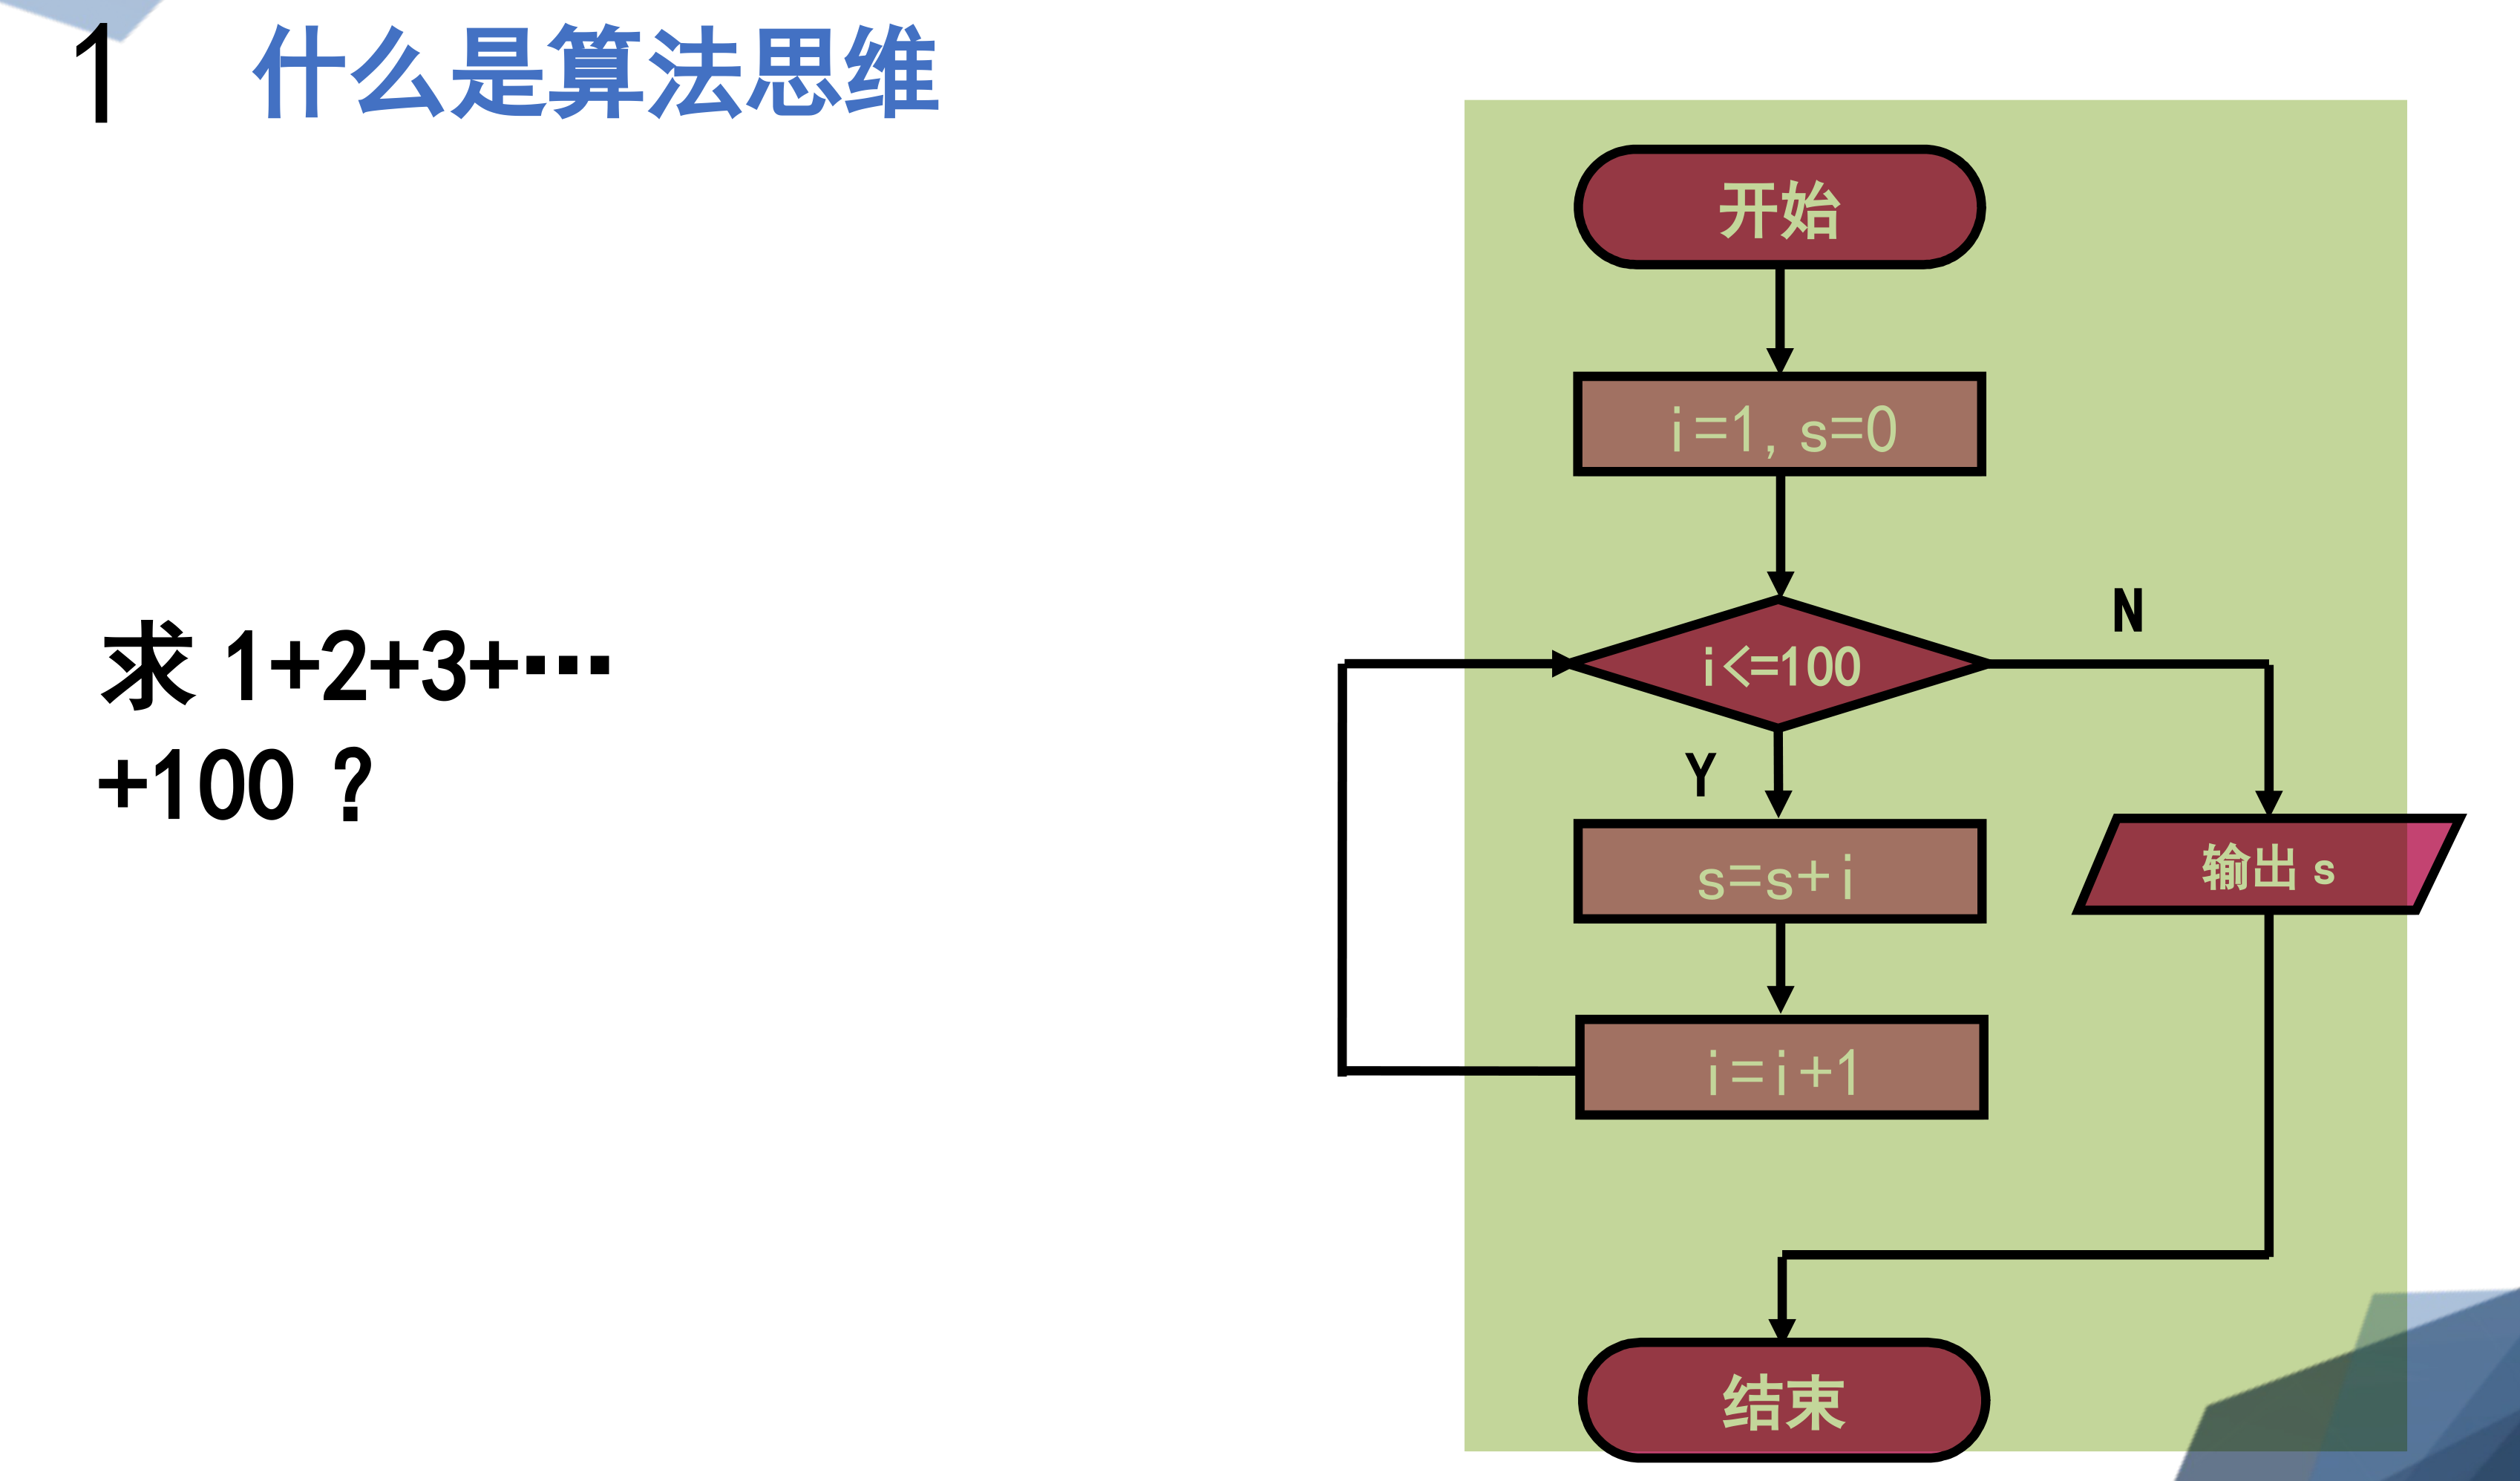 1 什么是算法思维
求 1+2+3+…
+100 ?
开始
i=1, s=0
i<=100
N
Y
s=s+i
输出 s
i=i+1
结束